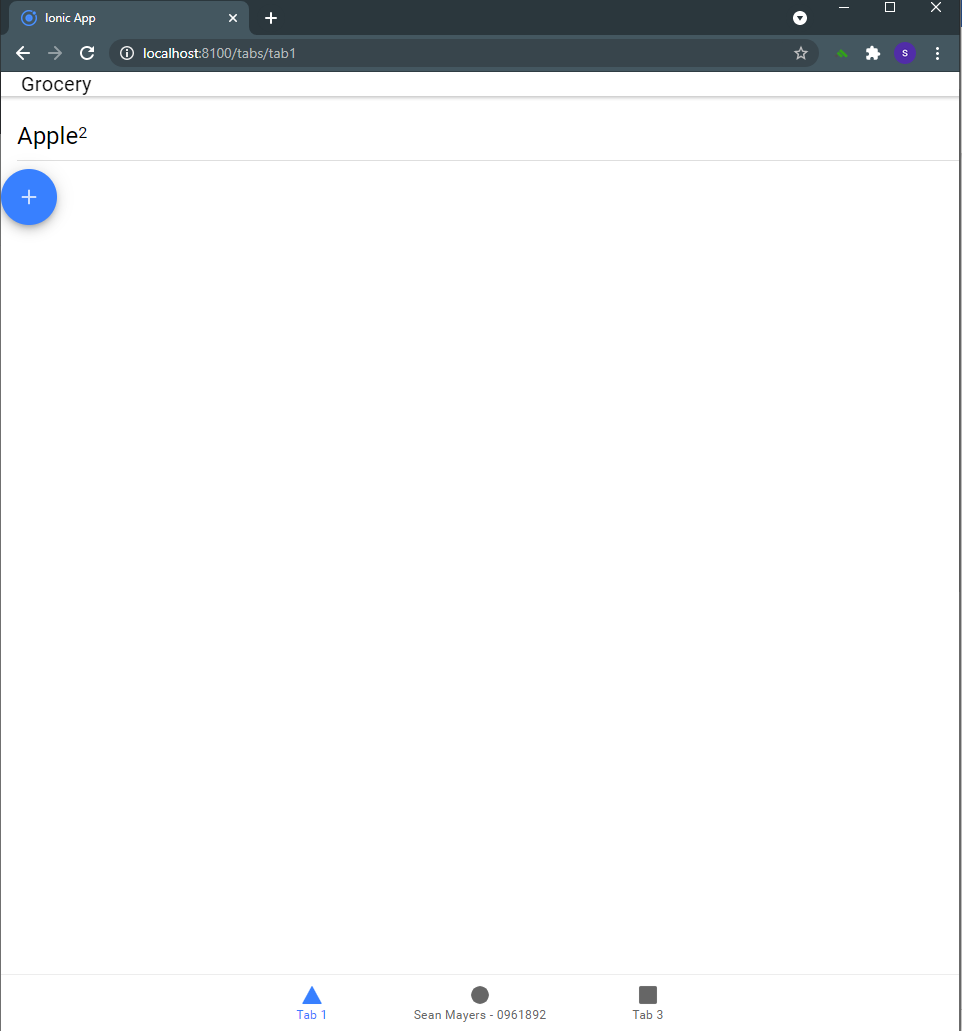 Ionic App
localhost:8100/tabs/tab1
S
Grocery
Apple2
Tab 1
Sean Mayers - 0961892
Tab 3